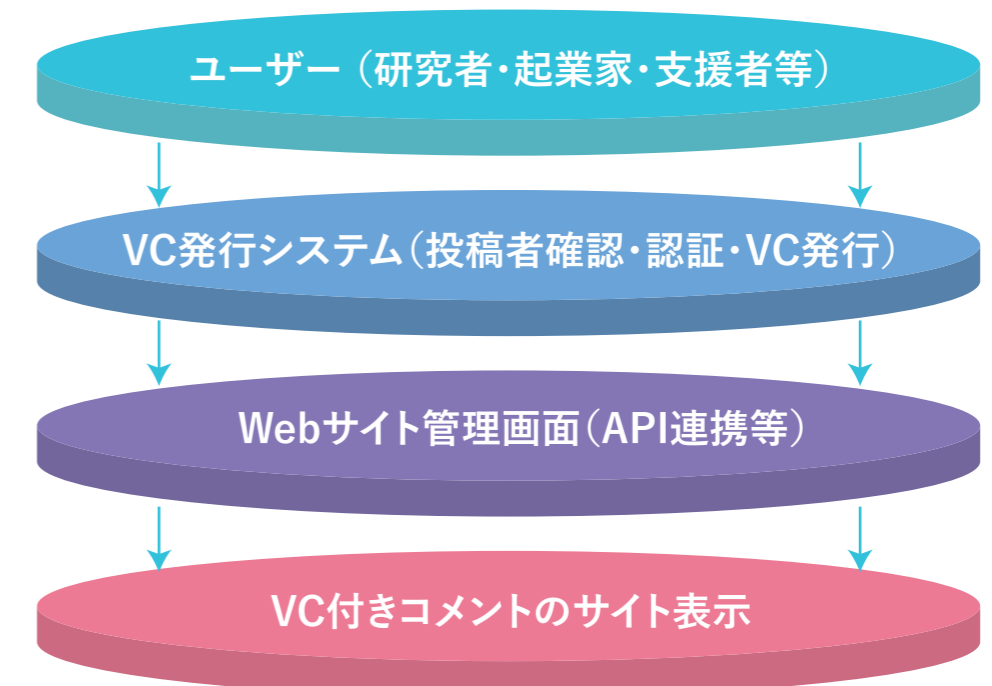 ユーザー（研究者・起業家・支援者等）
VC発行システム（投稿者確認・認証・VC発行）
Webサイト管理画面（API連携等）
VC付きコメントのサイト表示